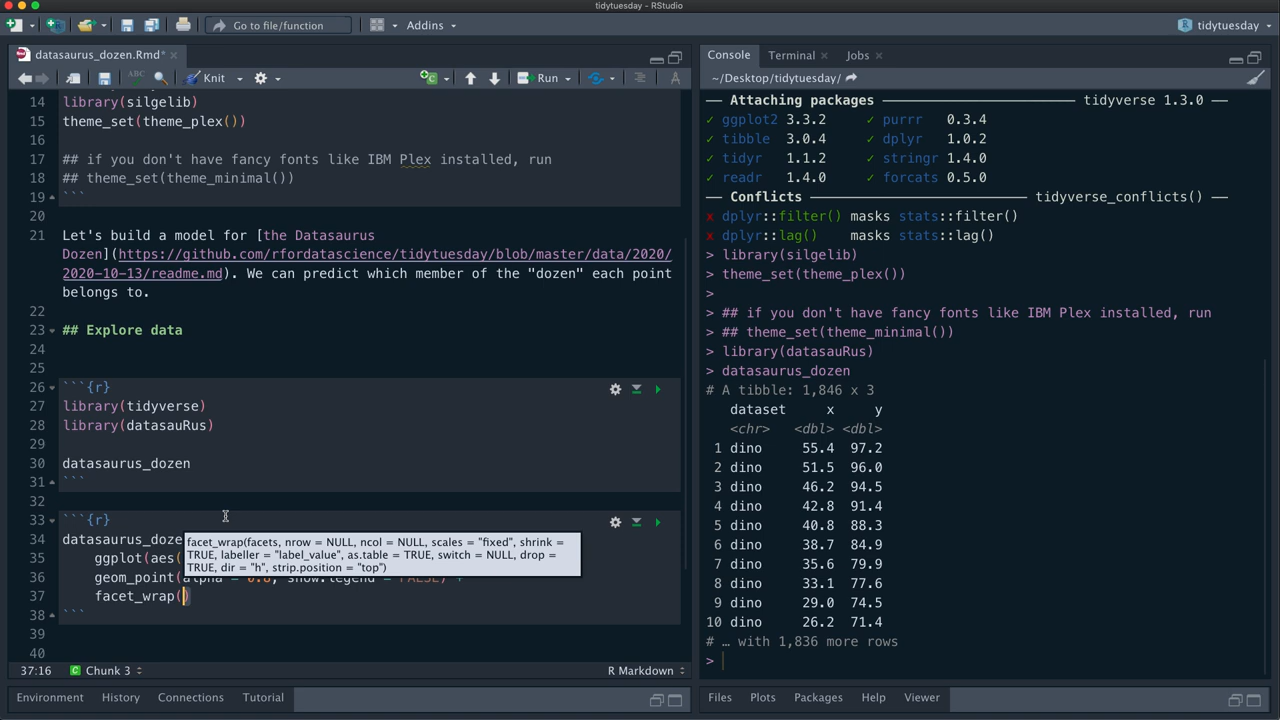 tidytuesday - RStudio
Go to file/function
Addins
tidytuesday
datasaurus_dozen.Rmd*
ABC
Knit
Run
14 library(silgelib)
15 theme_set(theme_plex())
16
17 ## if you don't have fancy fonts like IBM Plex installed, run
18 ## theme_set(theme_minimal())
19 ```
20
21 Let's build a model for [the Datasaurus
Dozen](https://github.com/rfordatascience/tidytuesday/blob/master/data/2020/
2020-10-13/readme.md). We can predict which member of the "dozen" each point
belongs to.
22
23 ## Explore data
24
25
26 ```{r}
27 library(tidyverse)
28 library(datasauRus)
29
30 datasaurus_dozen
31 ```
32
33 ```{r}
34 datasaurus_doze
facet_wrap(facets, nrow = NULL, ncol = NULL, scales = "fixed", shrink =
TRUE, labeller = "label_value", as.table = TRUE, switch = NULL, drop =
TRUE, dir = "h", strip.position = "top")
35 ggplot(aes(
36 geom_point(alpha = 0.8, show.legend = FALSE) +
37 facet_wrap()
38 ```
39
40
37:16 Chunk 3 R Markdown
Environment History Connections Tutorial
Console Terminal Jobs
~/Desktop/tidytuesday/
── Attaching packages ──────────────── tidyverse 1.3.0 ──
✓ ggplot2 3.3.2 ✓ purrr 0.3.4
✓ tibble 3.0.4 ✓ dplyr 1.0.2
✓ tidyr 1.1.2 ✓ stringr 1.4.0
✓ readr 1.4.0 ✓ forcats 0.5.0
── Conflicts ─────────────── tidyverse_conflicts() ──
x dplyr::filter() masks stats::filter()
x dplyr::lag() masks stats::lag()
> library(silgelib)
> theme_set(theme_plex())
>
> ## if you don't have fancy fonts like IBM Plex installed, run
> ## theme_set(theme_minimal())
> library(datasauRus)
> datasaurus_dozen
# A tibble: 1,846 x 3
dataset x y
<chr> <dbl> <dbl>
1 dino 55.4 97.2
2 dino 51.5 96.0
3 dino 46.2 94.5
4 dino 42.8 91.4
5 dino 40.8 88.3
6 dino 38.7 84.9
7 dino 35.6 79.9
8 dino 33.1 77.6
9 dino 29.0 74.5
10 dino 26.2 71.4
# … with 1,836 more rows
>
Files Plots Packages Help Viewer